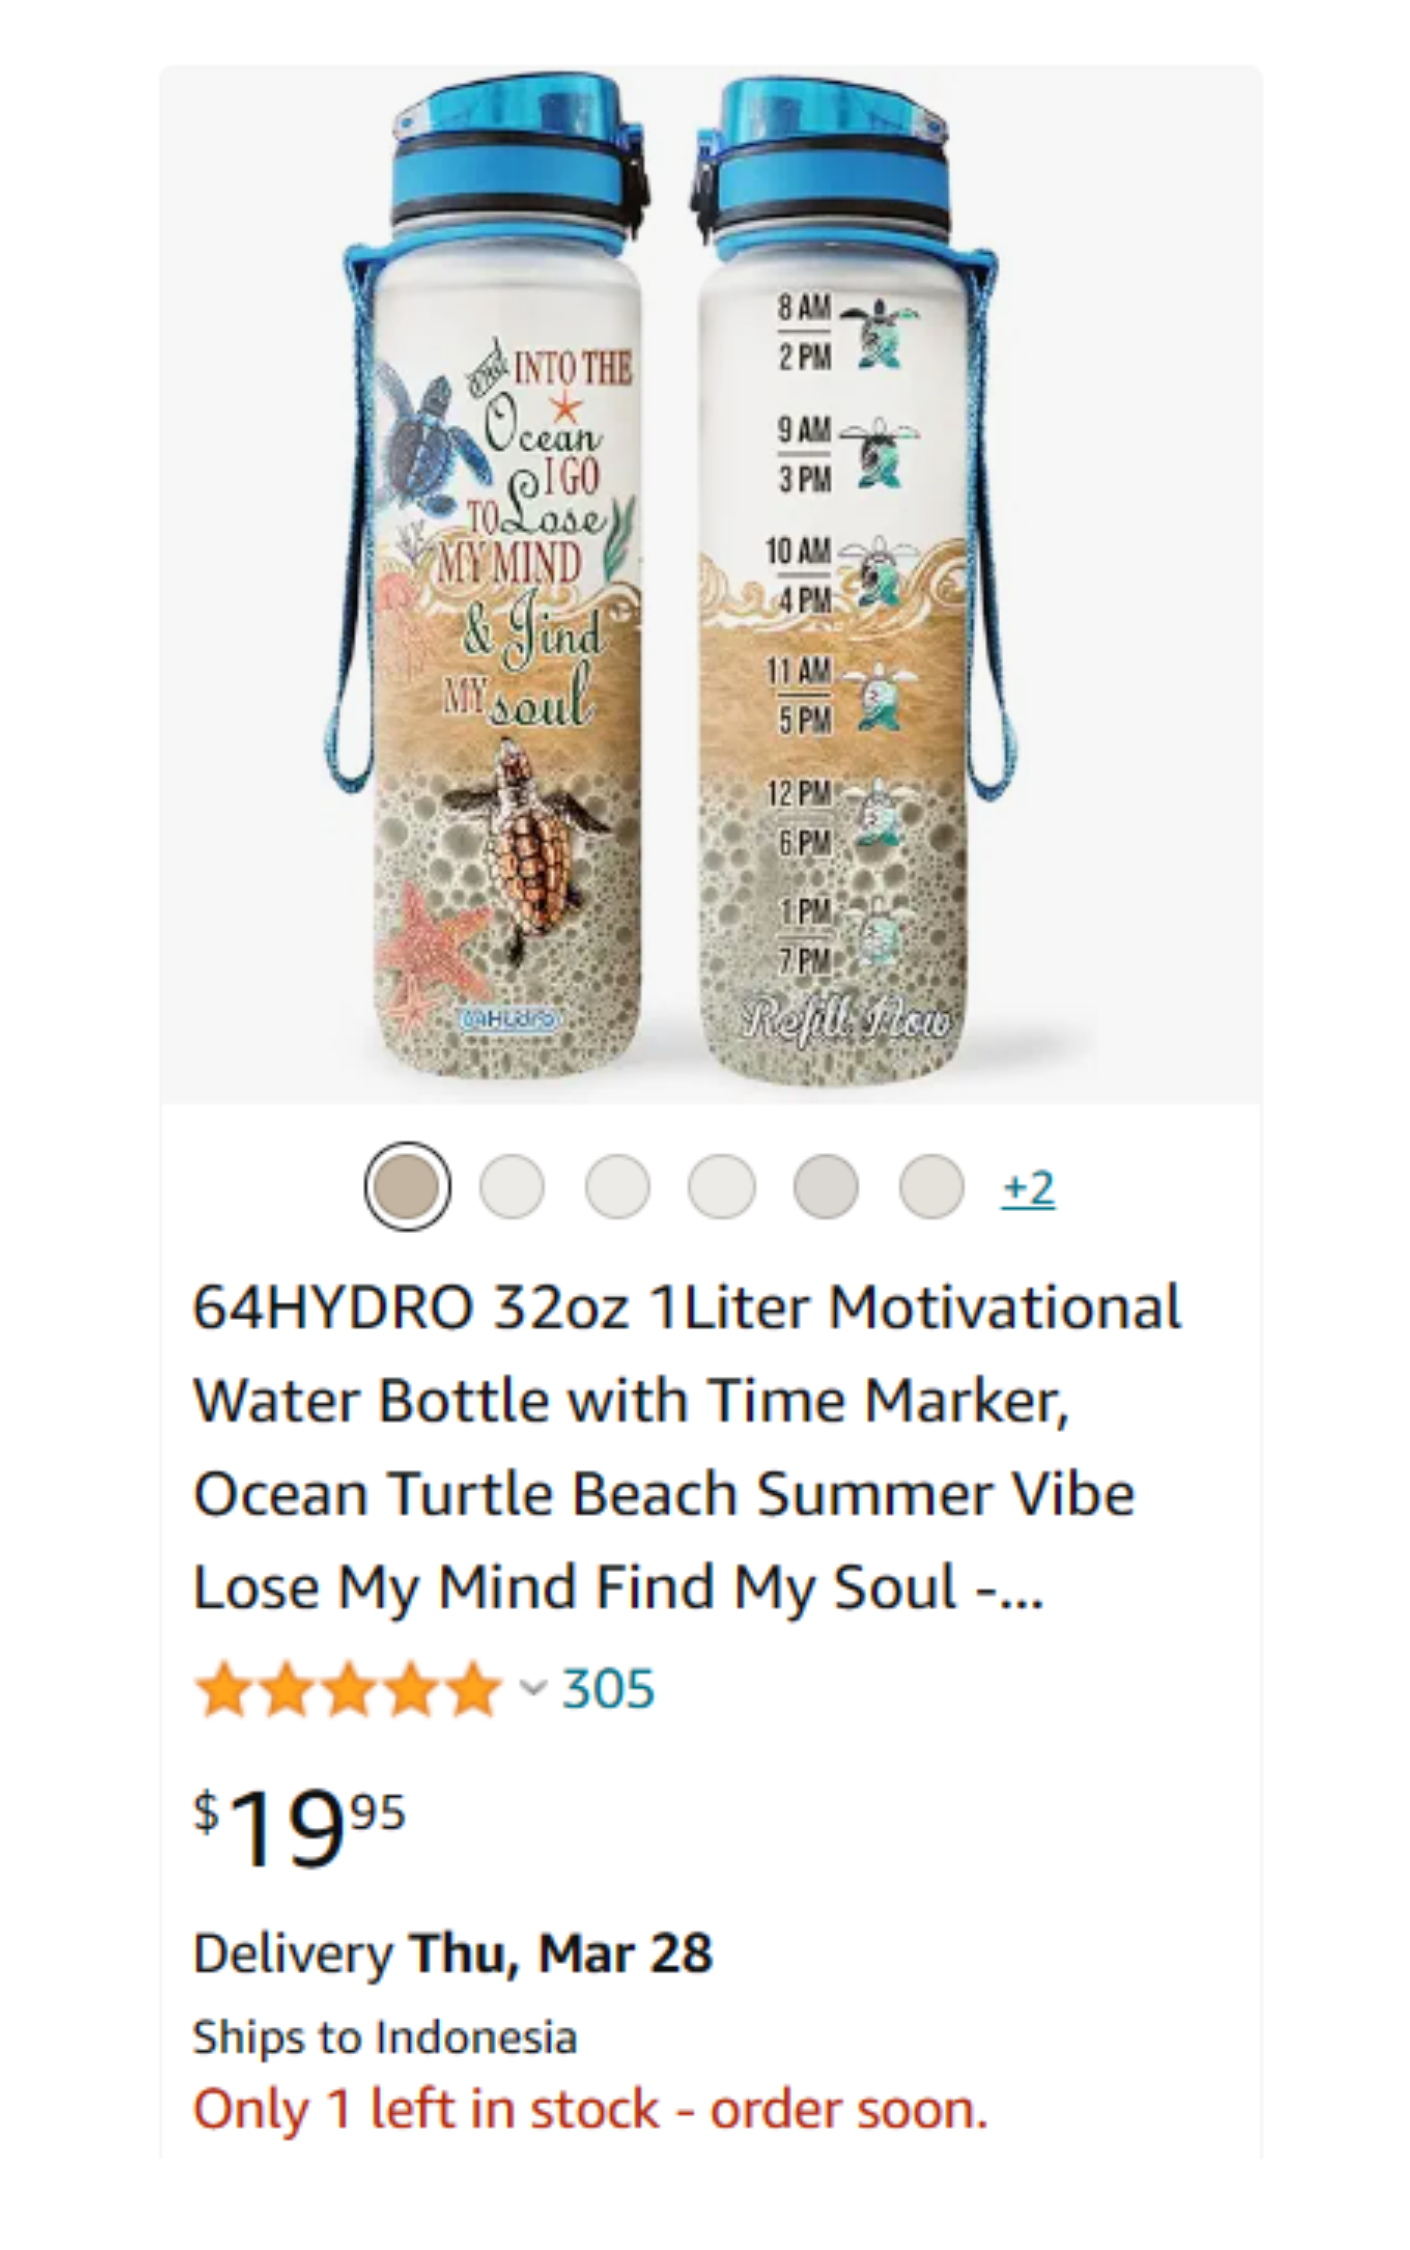 and INTO THE
Ocean
I GO
TO Lose
MY MIND
& Find
MY soul
64HYDRO
8 AM
2 PM
9 AM
3 PM
10 AM
4 PM
11 AM
5 PM
12 PM
6 PM
1 PM
7 PM
Refill Now
+2
64HYDRO 32oz 1Liter Motivational
Water Bottle with Time Marker,
Ocean Turtle Beach Summer Vibe
Lose My Mind Find My Soul -...
305
$19 95
Delivery Thu, Mar 28
Ships to Indonesia
Only 1 left in stock - order soon.